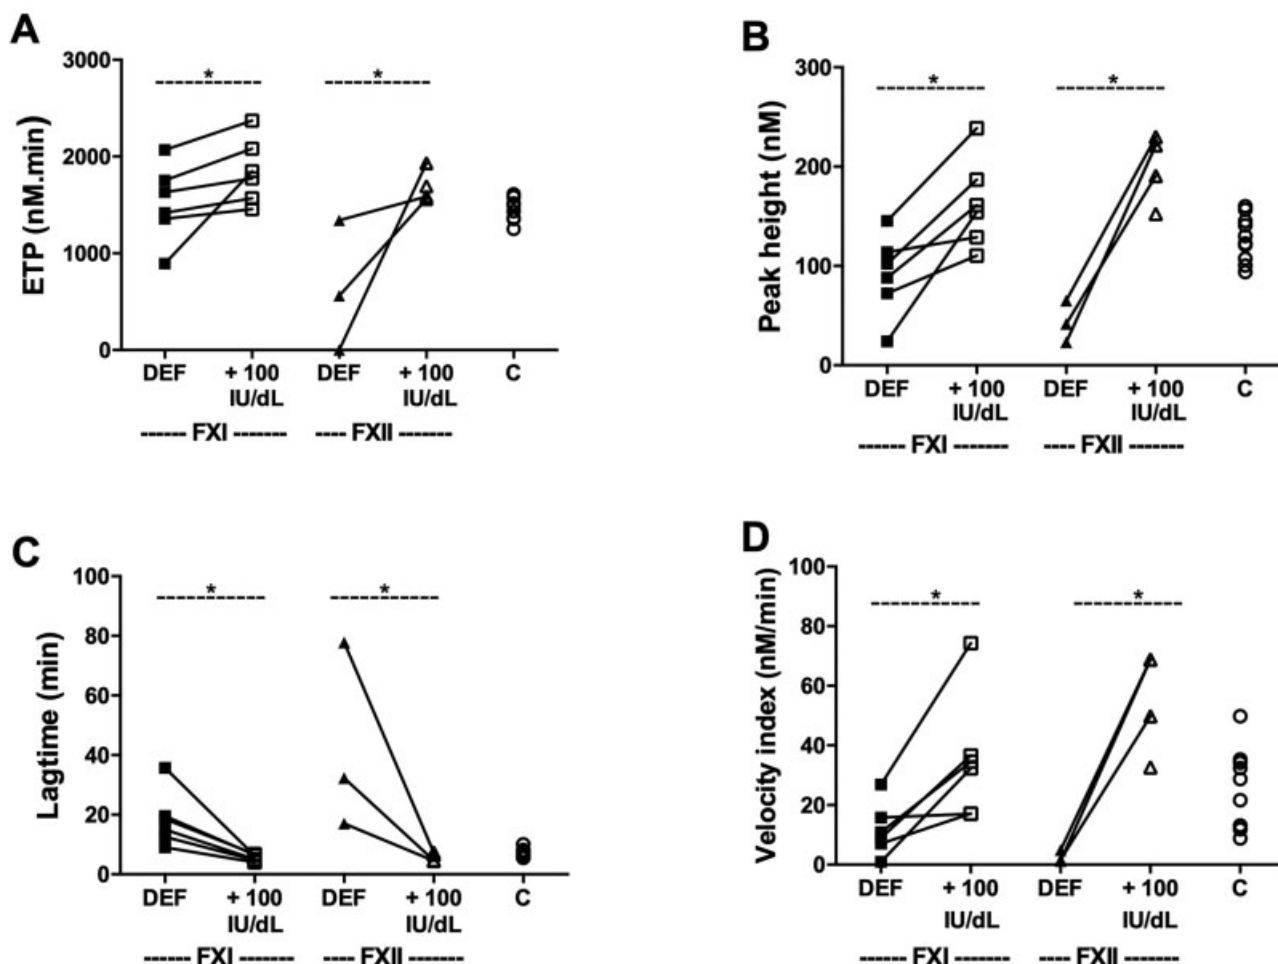 A
ETP (nM.min)
3000
2000
1000
0
*
*
DEF
+ 100
IU/dL
DEF
+ 100
IU/dL
C
------ FXI -------
---- FXII -------
B
Peak height (nM)
300
200
100
0
*
*
DEF
+ 100
IU/dL
DEF
+ 100
IU/dL
C
------ FXI -------
---- FXII -------
C
Lagtime (min)
100
80
60
40
20
0
*
*
DEF
+ 100
IU/dL
DEF
+ 100
IU/dL
C
------ FXI -------
---- FXII -------
D
Velocity index (nM/min)
100
80
60
40
20
0
*
*
DEF
+ 100
IU/dL
DEF
+ 100
IU/dL
C
------ FXI -------
---- FXII -------